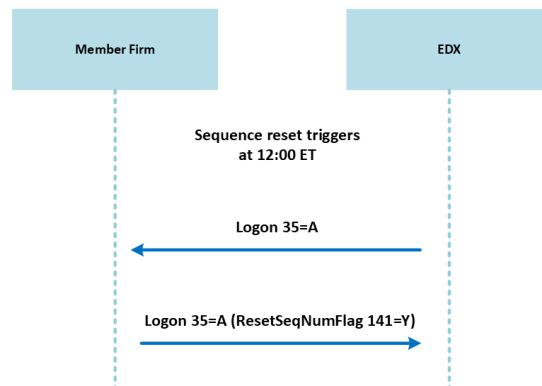 Member Firm
EDX
Sequence reset triggers
at 12:00 ET
Logon 35=A
Logon 35=A (ResetSeqNumFlag 141=Y)